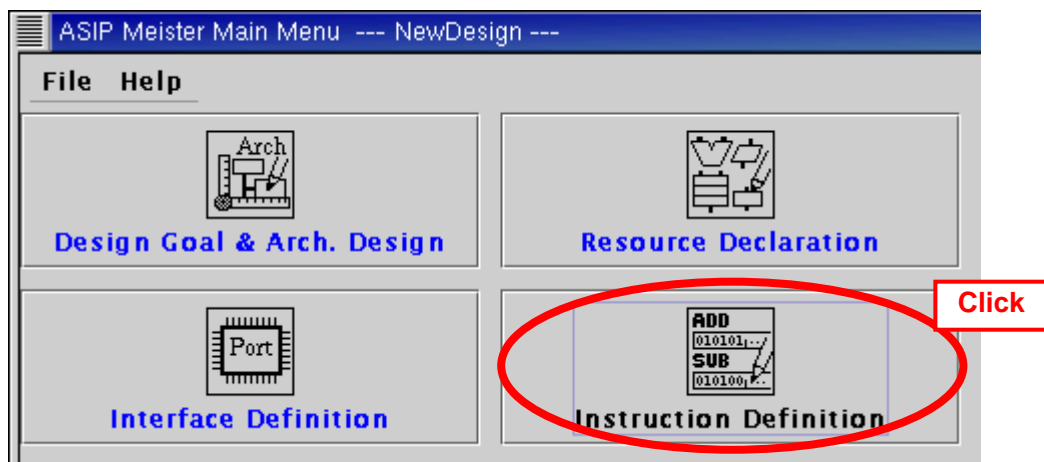 ASIP Meister Main Menu --- NewDesign ---
File Help
Arch
Design Goal & Arch. Design
Resource Declaration
Click
Port
Interface Definition
ADD
010101
SUB
010100
Instruction Definition